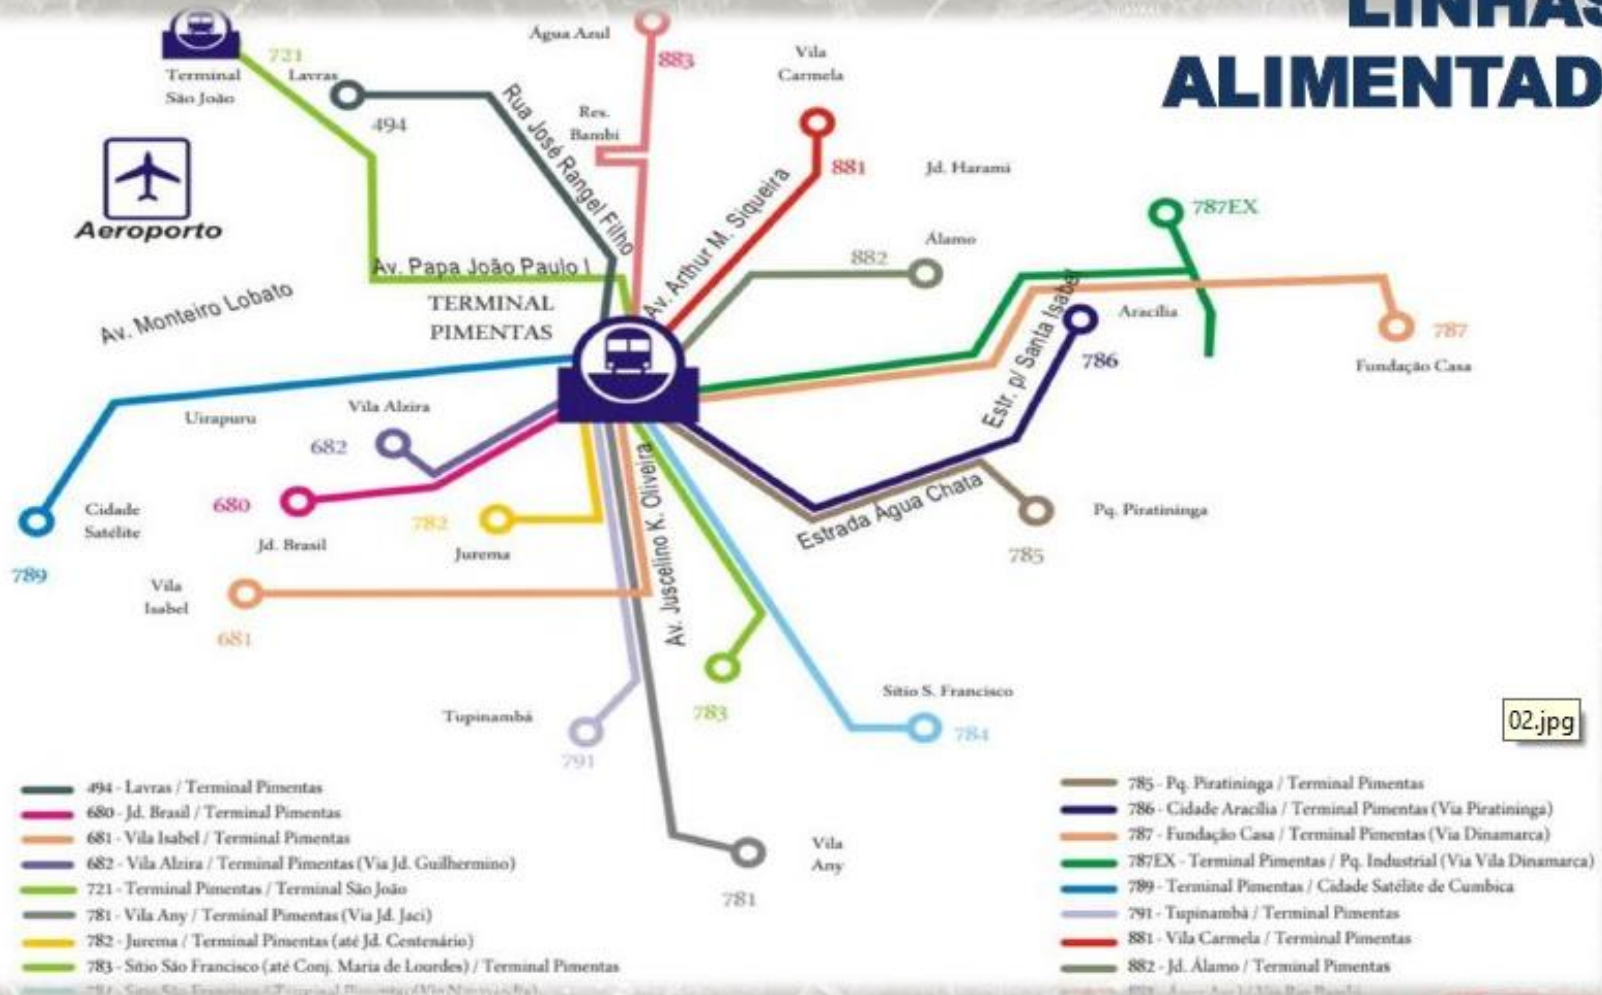 LINHAS
ALIMENTAD
Terminal
São João
721
Lavras
494
Água Azul
883
Res.
Bambi
Rua José Rangel Filho
Vila
Carmela
881
Av. Arthur M. Siqueira
Jd. Harami
Álamo
882
787EX
Aeroporto
Av. Papa João Paulo I
TERMINAL
PIMENTAS
Av. Monteiro Lobato
Estr. p/ Santa Isabel
Aracília
786
787
Fundação Casa
Uirapuru
Vila Alzira
682
680
Jd. Brasil
782
Jurema
Cidade
Satélite
789
Av. Juscelino K. Oliveira
Estrada Água Chata
Pq. Piratininga
785
Vila
Isabel
681
Tupinambá
791
783
Sítio S. Francisco
784
02.jpg
Vila
Any
781
494 - Lavras / Terminal Pimentas
680 - Jd. Brasil / Terminal Pimentas
681 - Vila Isabel / Terminal Pimentas
682 - Vila Alzira / Terminal Pimentas (Via Jd. Guilhermino)
721 - Terminal Pimentas / Terminal São João
781 - Vila Any / Terminal Pimentas (Via Jd. Jaci)
782 - Jurema / Terminal Pimentas (até Jd. Centenário)
783 - Sítio São Francisco (até Conj. Maria de Lourdes) / Terminal Pimentas
785 - Pq. Piratininga / Terminal Pimentas
786 - Cidade Aracília / Terminal Pimentas (Via Piratininga)
787 - Fundação Casa / Terminal Pimentas (Via Dinamarca)
787EX - Terminal Pimentas / Pq. Industrial (Via Vila Dinamarca)
789 - Terminal Pimentas / Cidade Satélite de Cumbica
791 - Tupinambá / Terminal Pimentas
881 - Vila Carmela / Terminal Pimentas
882 - Jd. Álamo / Terminal Pimentas